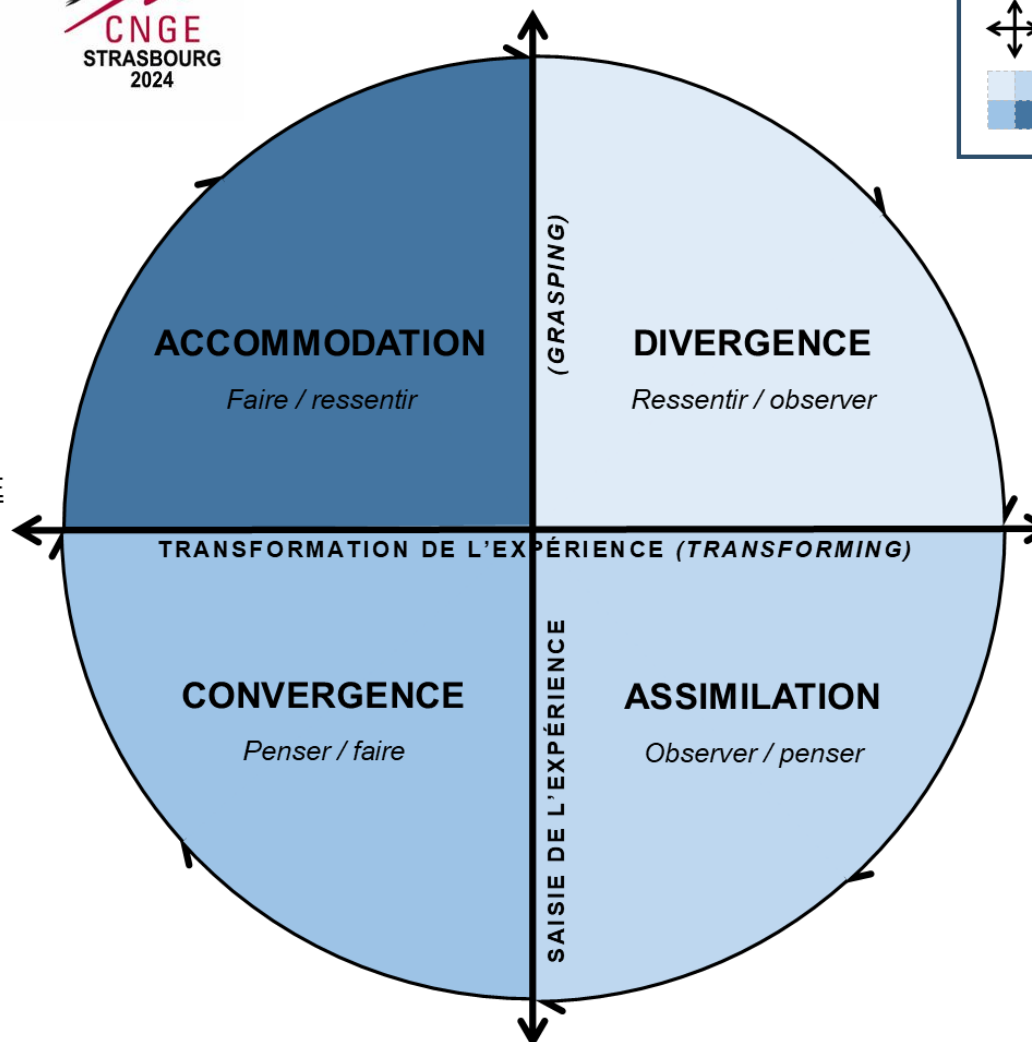 CNGE
STRASBOURG
2024
(GRASPING)
ACCOMMODATION
Faire / ressentir
DIVERGENCE
Ressentir / observer
TRANSFORMATION DE L'EXPÉRIENCE (TRANSFORMING)
SAISIE DE L'EXPÉRIENCE
CONVERGENCE
Penser / faire
ASSIMILATION
Observer / penser